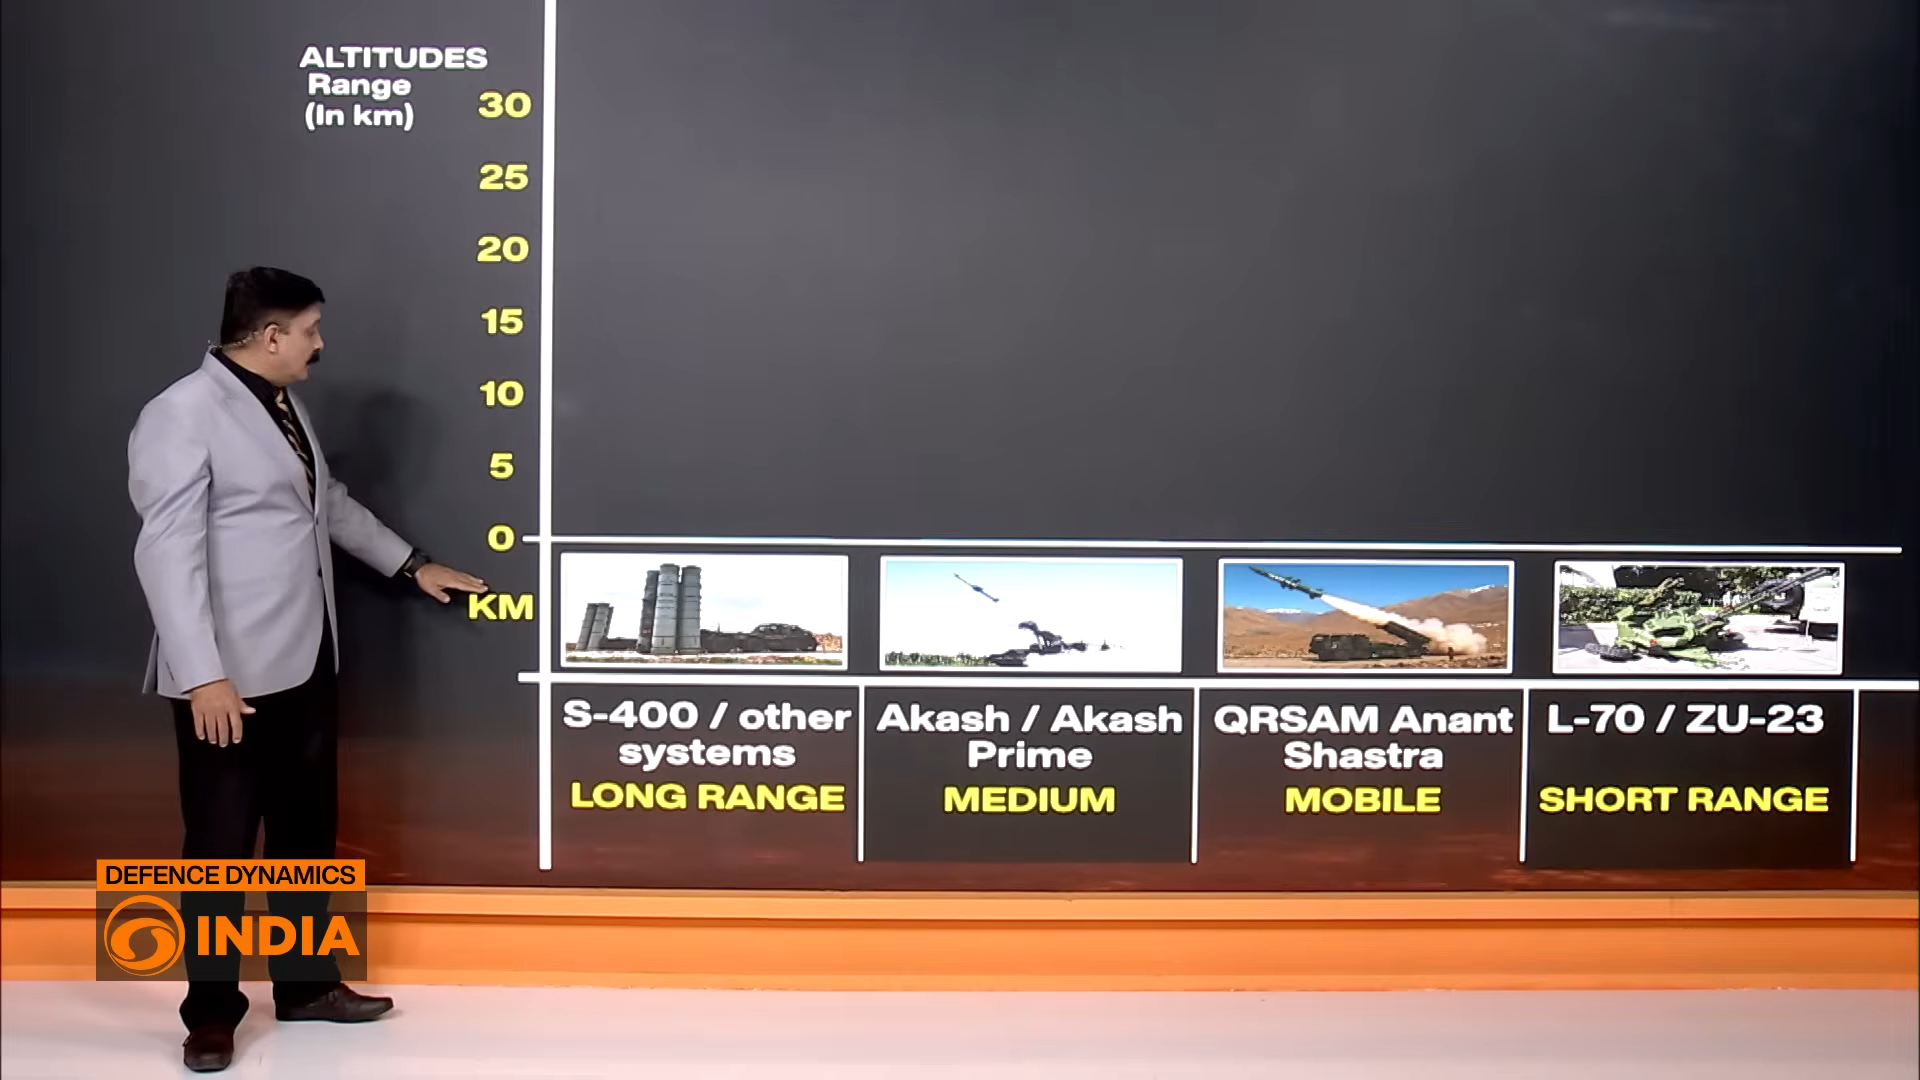 ALTITUDES
Range
(In km)
30
25
20
15
10
5
0
KM
S-400 / other
systems
LONG RANGE
Akash / Akash
Prime
MEDIUM
QRSAM Anant
Shastra
MOBILE
L-70 / ZU-23
SHORT RANGE
DEFENCE DYNAMICS
INDIA